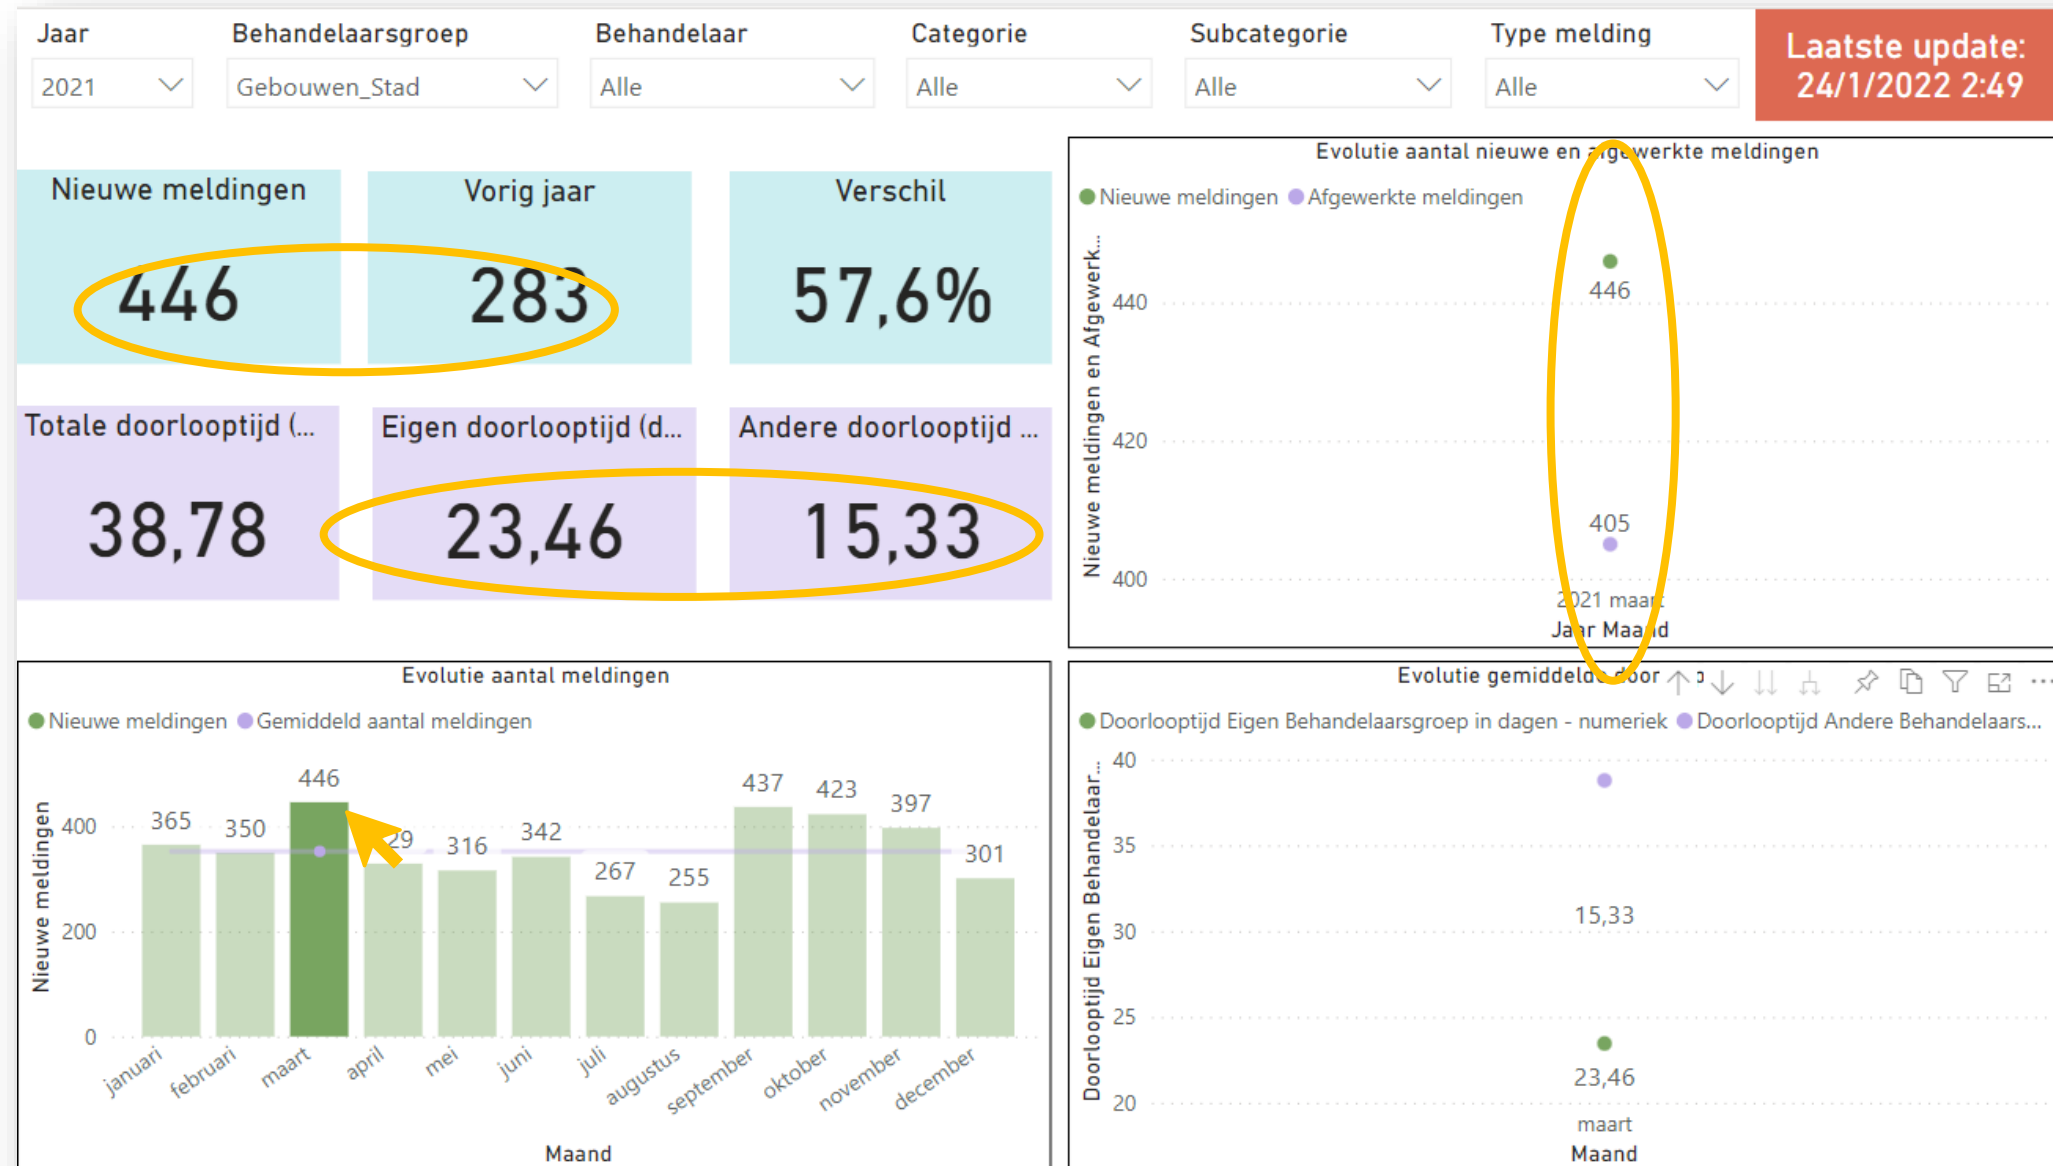 Jaar Behandelaarsgroep Behandelaar Categorie Subcategorie Type melding
2021 Gebouwen_Stad Alle Alle Alle Alle
Laatste update:
24/1/2022 2:49
Nieuwe meldingen
446
Vorig jaar
283
Verschil
57,6%
Totale doorlooptijd (...
38,78
Eigen doorlooptijd (d...
23,46
Andere doorlooptijd ...
15,33
Evolutie aantal nieuwe en afgewerkte meldingen
Nieuwe meldingen Afgewerkte meldingen
Nieuwe meldingen en Afgewerk...
440
420
400
446
405
2021 maart
Jaar Maand
Evolutie aantal meldingen
Nieuwe meldingen Gemiddeld aantal meldingen
Nieuwe meldingen
400
200
0
365 350 446 29 316 342 267 255 437 423 397 301
januari februari maart april mei juni juli augustus september oktober november december
Maand
Evolutie gemiddelde door
Doorlooptijd Eigen Behandelaarsgroep in dagen - numeriek Doorlooptijd Andere Behandelaars...
Doorlooptijd Eigen Behandelaar...
40
35
30
25
20
15,33
23,46
maart
Maand